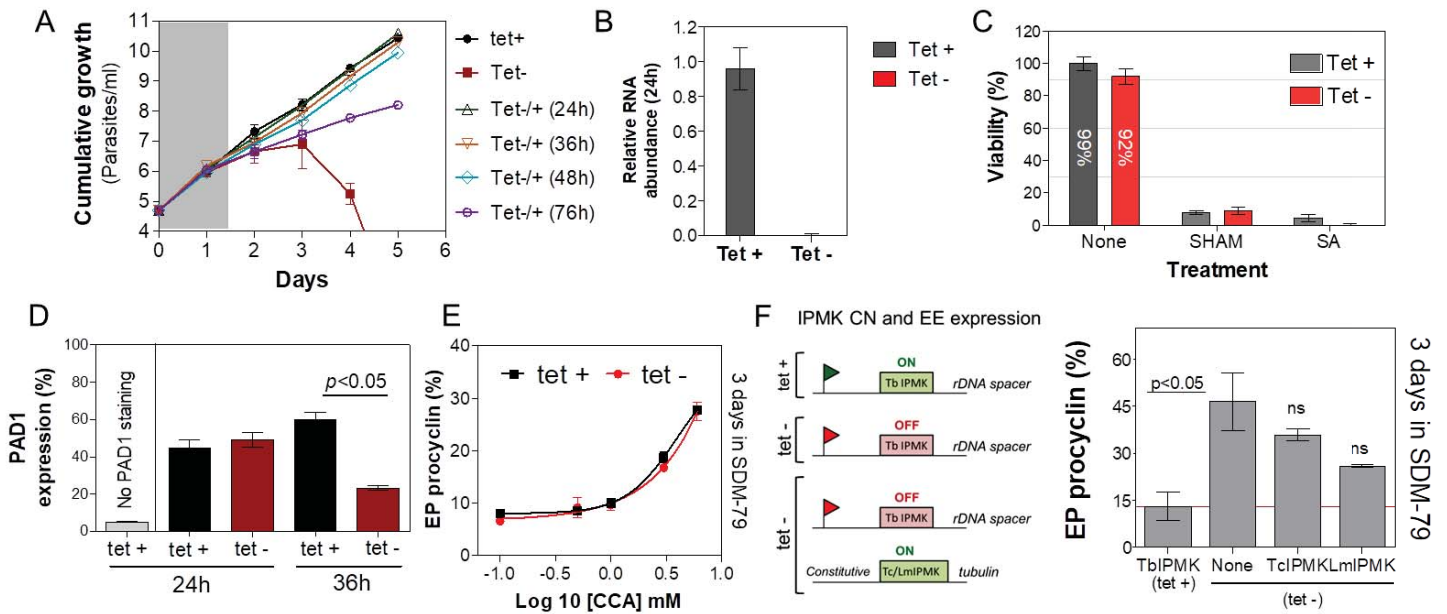 A
Cumulative growth
(Parasites/ml)
11
10
9
8
7
6
5
4
0
1
2
3
4
5
6
Days
tet+
Tet-
Tet-/+ (24h)
Tet-/+ (36h)
Tet-/+ (48h)
Tet-/+ (76h)
B
Relative RNA
abundance (24h)
1.2
1.0
0.8
0.6
0.4
0.2
0.0
Tet +
Tet -
Tet +
Tet -
C
Viability (%)
120
100
80
60
40
20
0
99%
92%
None
SHAM
SA
Treatment
Tet +
Tet -
D
PAD1
expression (%)
100
80
60
40
20
0
No PAD1 staining
p<0.05
tet +
tet +
tet -
tet +
tet -
24h
36h
E
EP procyclin (%)
40
30
20
10
0
tet +
tet -
-1.0
-0.5
0.0
0.5
1.0
Log 10 [CCA] mM
3 days in SDM-79
F
IPMK CN and EE expression
tet +
ON
Tb IPMK
rDNA spacer
tet -
OFF
Tb IPMK
rDNA spacer
tet -
OFF
Tb IPMK
rDNA spacer
ON
Constitutive
Tc/LmIPMK
tubulin
EP procyclin (%)
60
45
30
15
0
p<0.05
ns
ns
TbIPMK
(tet +)
None
TcIPMK
LmIPMK
(tet -)
3 days in SDM-79